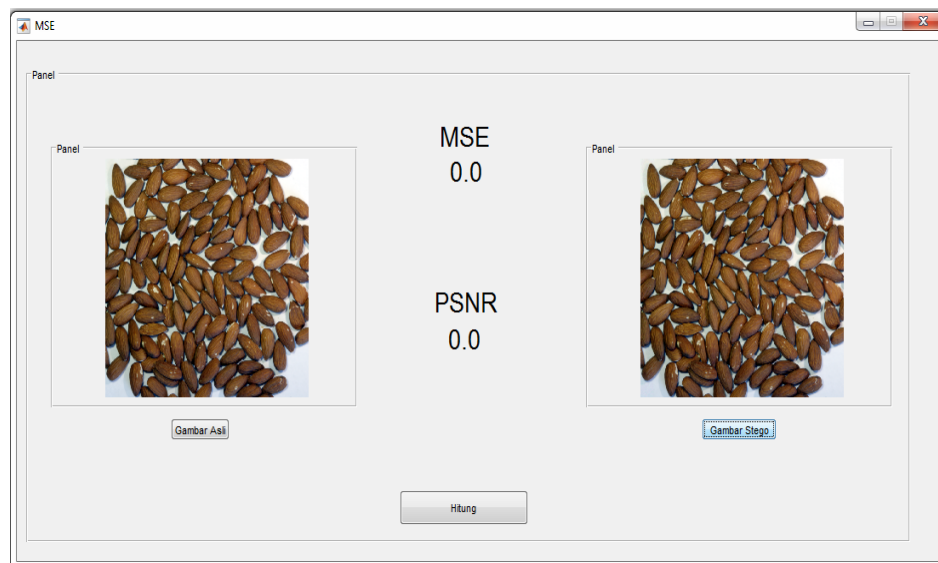 MSE
Panel
Panel
MSE
0.0
Panel
PSNR
0.0
Gambar Asli
Gambar Stego
Hitung